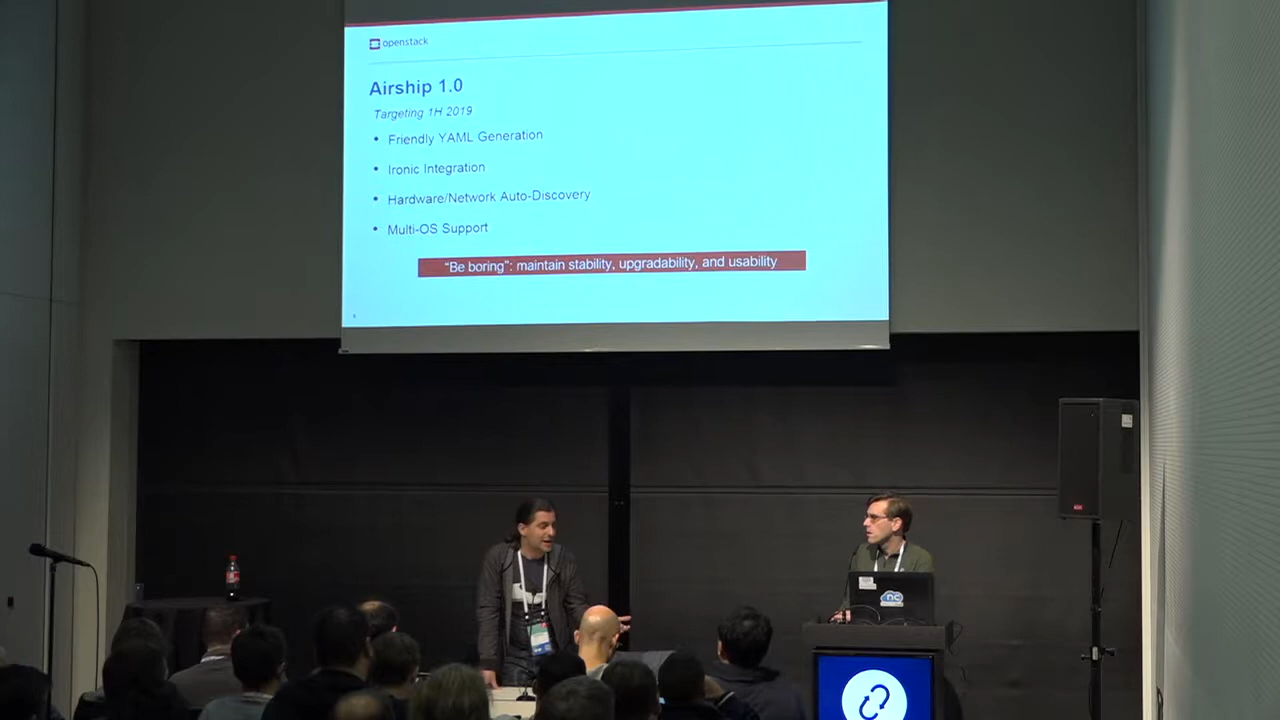 openstack
Airship 1.0
Targeting 1H 2019
• Friendly YAML Generation
• Ironic Integration
• Hardware/Network Auto-Discovery
• Multi-OS Support
"Be boring": maintain stability, upgradability, and usability
nc